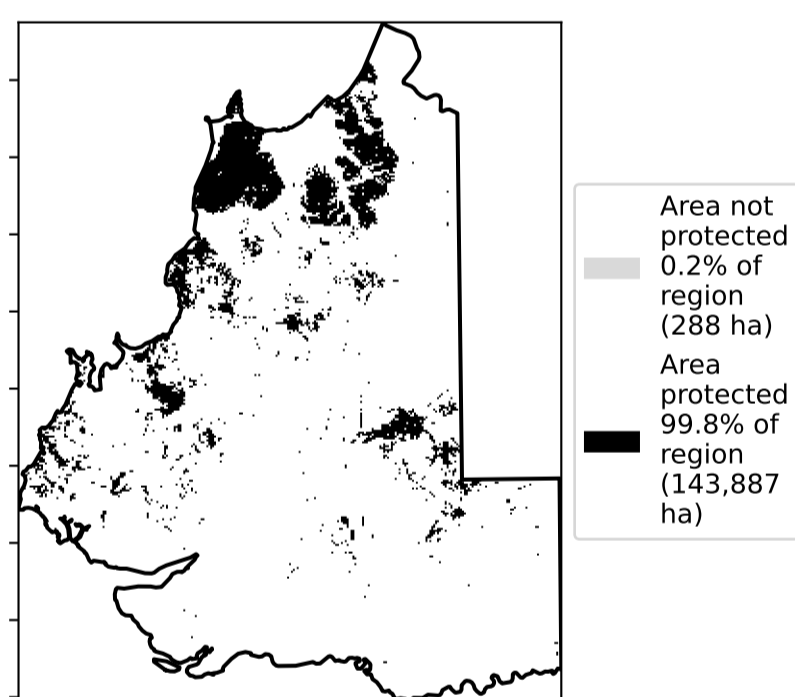 Area not
protected
0.2% of
region
(288 ha)
Area
protected
99.8% of
region
(143,887
ha)